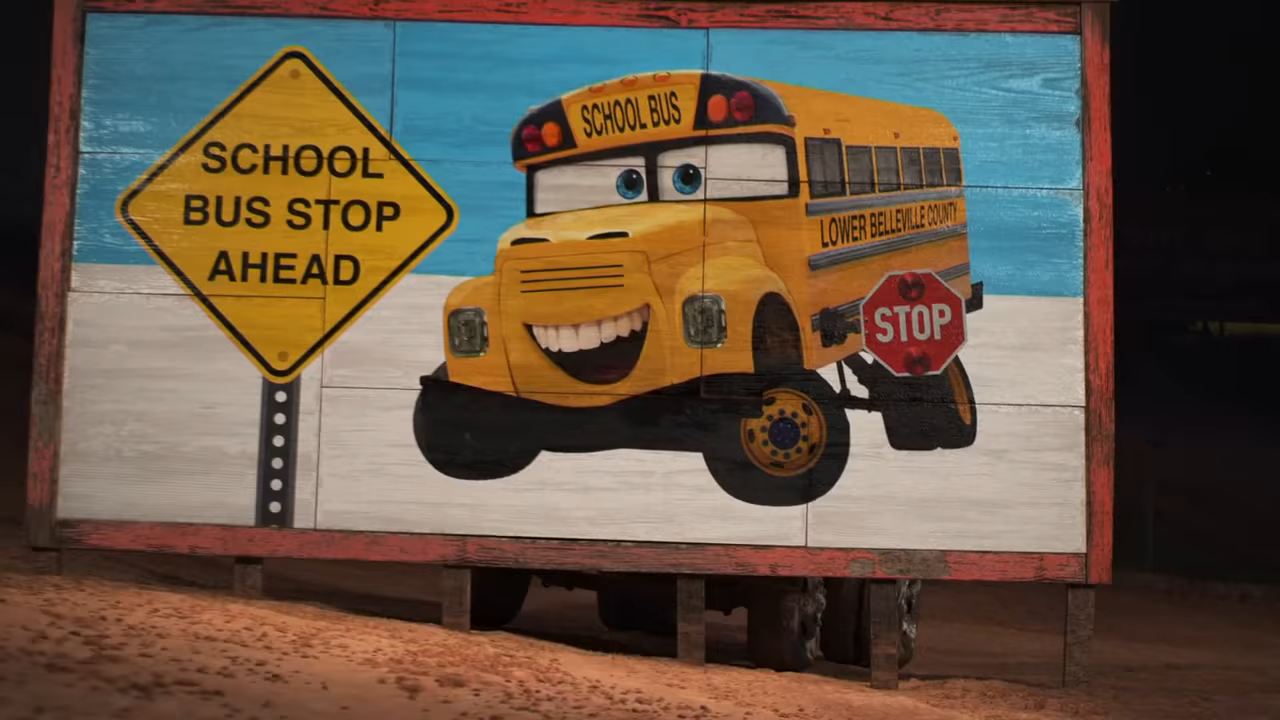 SCHOOL
BUS STOP
AHEAD
SCHOOL BUS
LOWER BELLEVILLE COUNTY
STOP